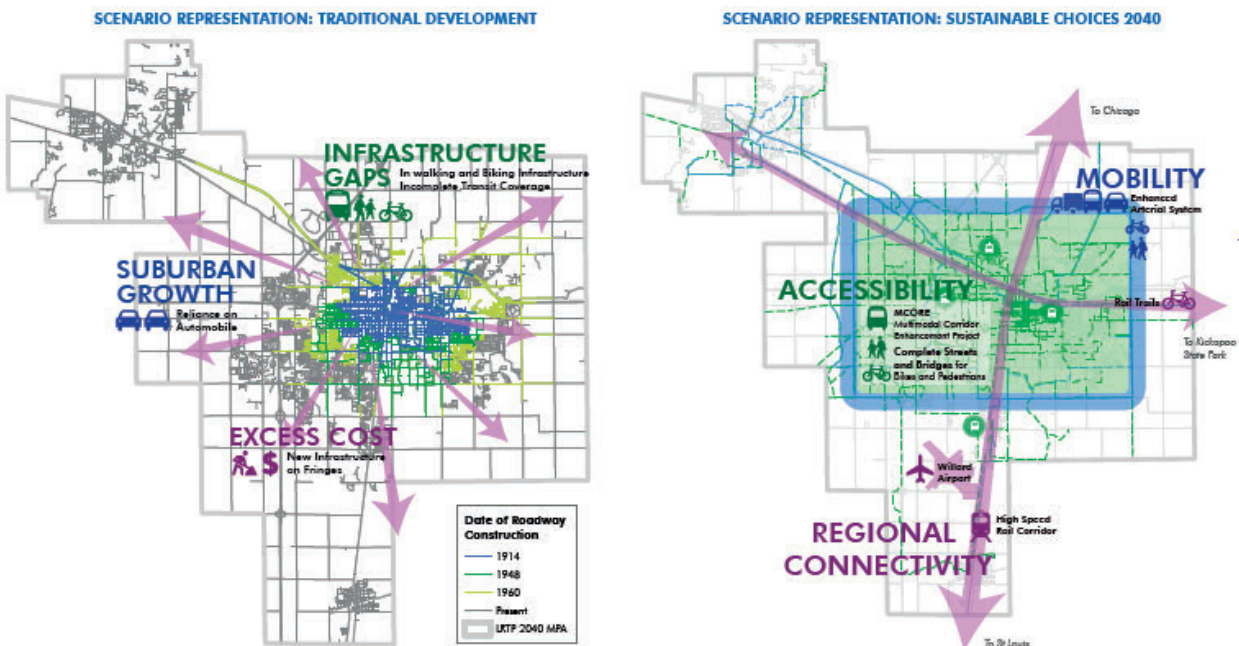 SCENARIO REPRESENTATION: TRADITIONAL DEVELOPMENT
INFRASTRUCTURE
GAPS
In walking and Biking Infrastructure
Incomplete Transit Coverage
SUBURBAN
GROWTH
Reliance on
Automobile
EXCESS COST
$
New Infrastructure
on Fringes
Date of Roadway
Construction
1914
1948
1960
Present
LRTP 2040 MPA
SCENARIO REPRESENTATION: SUSTAINABLE CHOICES 2040
To Chicago
MOBILITY
Enhanced
Arterial System
ACCESSIBILITY
MCORE
Multimodal Corridor
Enhancement Project
Complete Streets
and Bridges for
Bikes and Pedestrians
Rail Trails
To Kickapoo
State Park
Willard
Airport
High Speed
Rail Corridor
REGIONAL
CONNECTIVITY
To St Louis